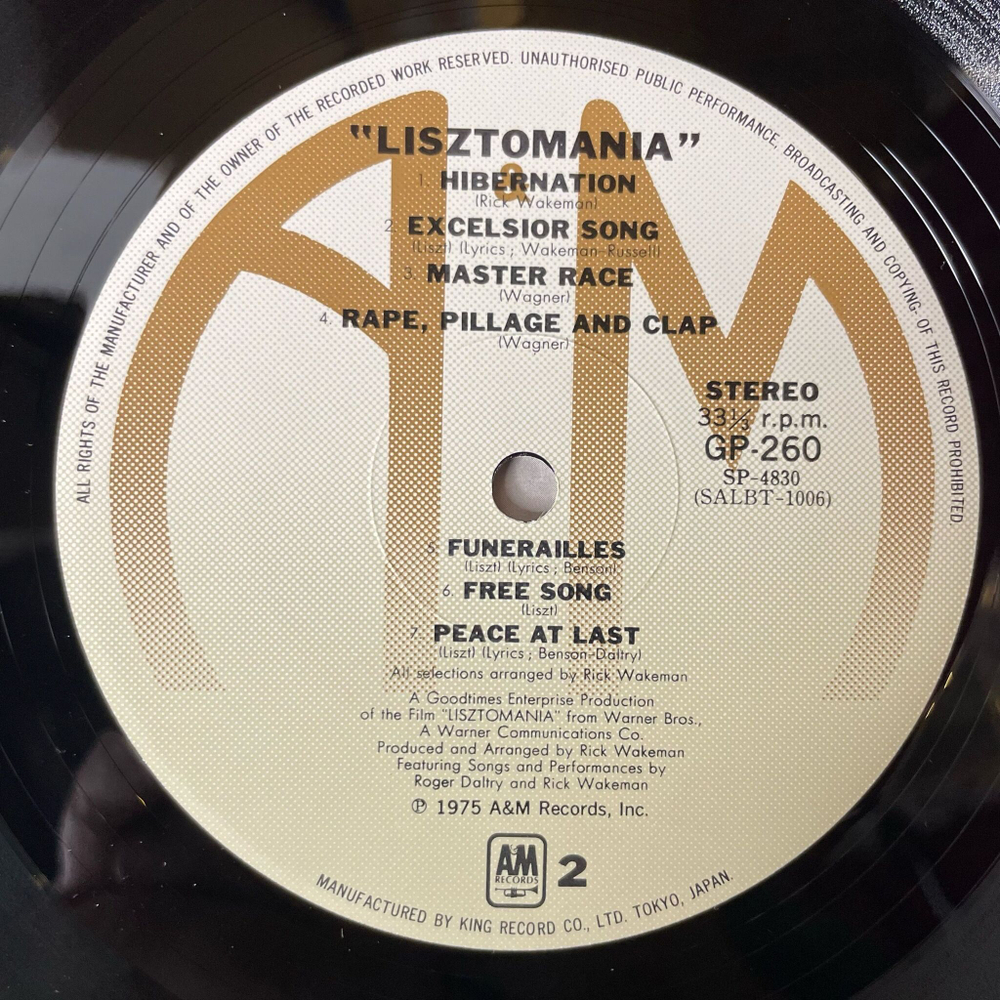 ALL RIGHTS OF THE MANUFACTURER AND OF THE OWNER OF THE RECORDED WORK RESERVED. UNAUTHORISED PUBLIC PERFORMANCE, BROADCASTING AND COPYING. OF THIS RECORD PROHIBITED.
"LISZTOMANIA"
&
1. HIBERNATION
(Rick Wakeman)
2. EXCELSIOR SONG
(Liszt) (Lyrics ; Wakeman-Russell)
3. MASTER RACE
(Wagner)
4. RAPE, PILLAGE AND CLAP
(Wagner)
STEREO
33⅓ r.p.m.
GP-260
SP-4830
(SALBT-1006)
5. FUNERAILLES
(Liszt) (Lyrics ; Benson)
6. FREE SONG
(Liszt)
7. PEACE AT LAST
(Liszt) (Lyrics ; Benson-Daltry)
All selections arranged by Rick Wakeman
A Goodtimes Enterprise Production
of the Film "LISZTOMANIA" from Warner Bros.,
A Warner Communications Co.
Produced and Arranged by Rick Wakeman
Featuring Songs and Performances by
Roger Daltry and Rick Wakeman
℗ 1975 A&M Records, Inc.
A&M
RECORDS
2
MANUFACTURED BY KING RECORD CO., LTD. TOKYO, JAPAN.